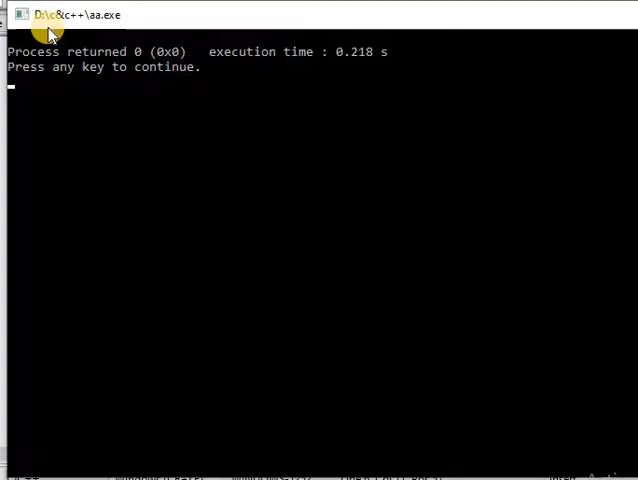 D:\c&c++\aa.exe
Process returned 0 (0x0)   execution time : 0.218 s
Press any key to continue.